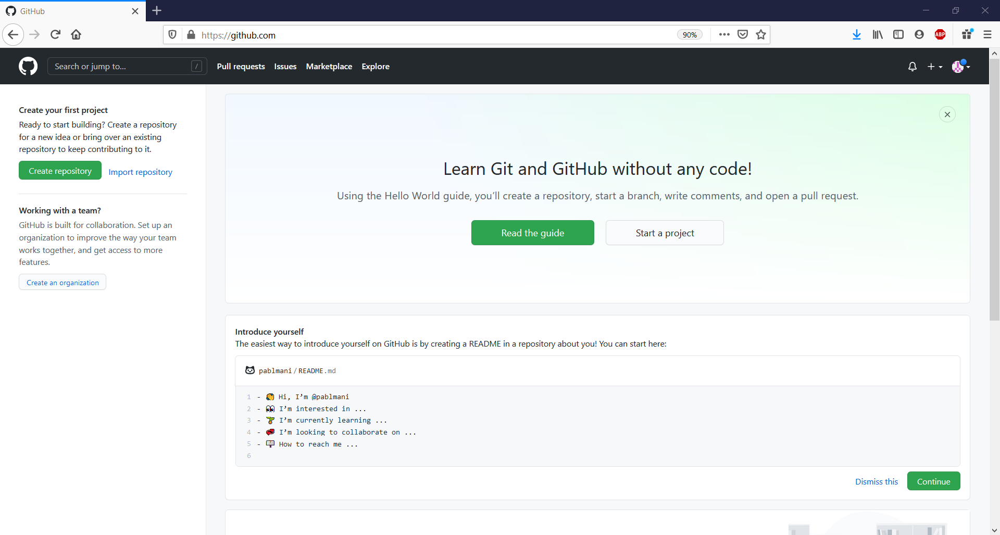 GitHub
https://github.com
90%
ABP
Search or jump to...
/
Pull requests
Issues
Marketplace
Explore
Create your first project
Ready to start building? Create a repository
for a new idea or bring over an existing
repository to keep contributing to it.
Create repository
Import repository
Working with a team?
GitHub is built for collaboration. Set up an
organization to improve the way your team
works together, and get access to more
features.
Create an organization
Learn Git and GitHub without any code!
Using the Hello World guide, you’ll create a repository, start a branch, write comments, and open a pull request.
Read the guide
Start a project
Introduce yourself
The easiest way to introduce yourself on GitHub is by creating a README in a repository about you! You can start here:
pablmani/README.md
1 - 👋 Hi, I’m @pablmani
2 - 👀 I’m interested in ...
3 - 🌱 I’m currently learning ...
4 - 💞️ I’m looking to collaborate on ...
5 - 📫 How to reach me ...
6
Dismiss this
Continue